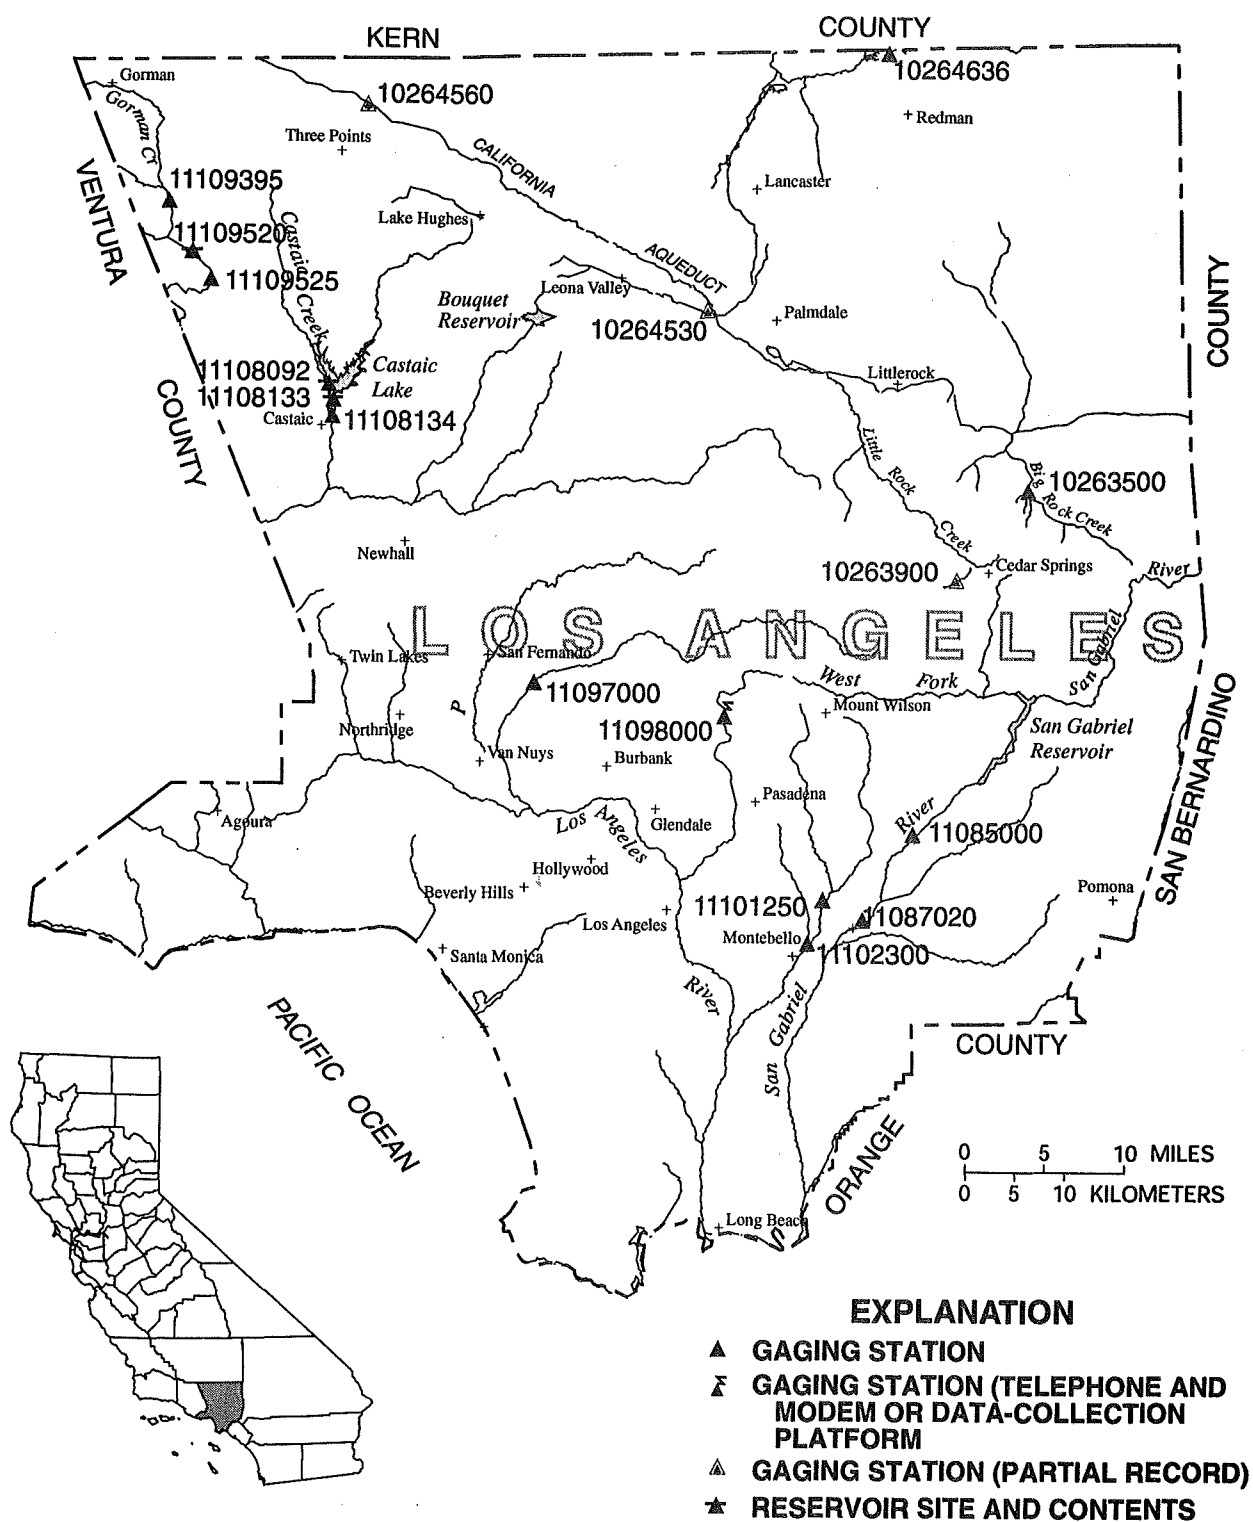 KERN
COUNTY
Gorman
10264636
10264560
Gorman Cr
Redman
Three Points
CALIFORNIA
VENTURA
11109395
Lancaster
Lake Hughes
Castaic
11109520
AQUEDUCT
11109525
Leona Valley
COUNTY
Creek
Bouquet
Reservoir
10264530
Palmdale
11108092
Castaic
Lake
Littlerock
11108133
COUNTY
Castaic
11108134
Little
Rock
Creek
Big
Rock Creek
10263500
Newhall
10263900
Cedar Springs
River
LOS ANGELES
San Gabriel
Twin Lakes
San Fernando
West
Fork
11097000
P
Mount Wilson
Northridge
11098000
San Gabriel
Reservoir
SAN BERNARDINO
Van Nuys
Burbank
Pasadena
Agoura
Los
Angeles
Glendale
River
11085000
Hollywood
Beverly Hills
Pomona
11101250
11087020
Los Angeles
Montebello
11102300
Santa Monica
River
San
Gabriel
PACIFIC
OCEAN
COUNTY
ORANGE
0 5 10 MILES
0 5 10 KILOMETERS
Long Beach
EXPLANATION
GAGING STATION
GAGING STATION (TELEPHONE AND
MODEM OR DATA-COLLECTION
PLATFORM
GAGING STATION (PARTIAL RECORD)
RESERVOIR SITE AND CONTENTS